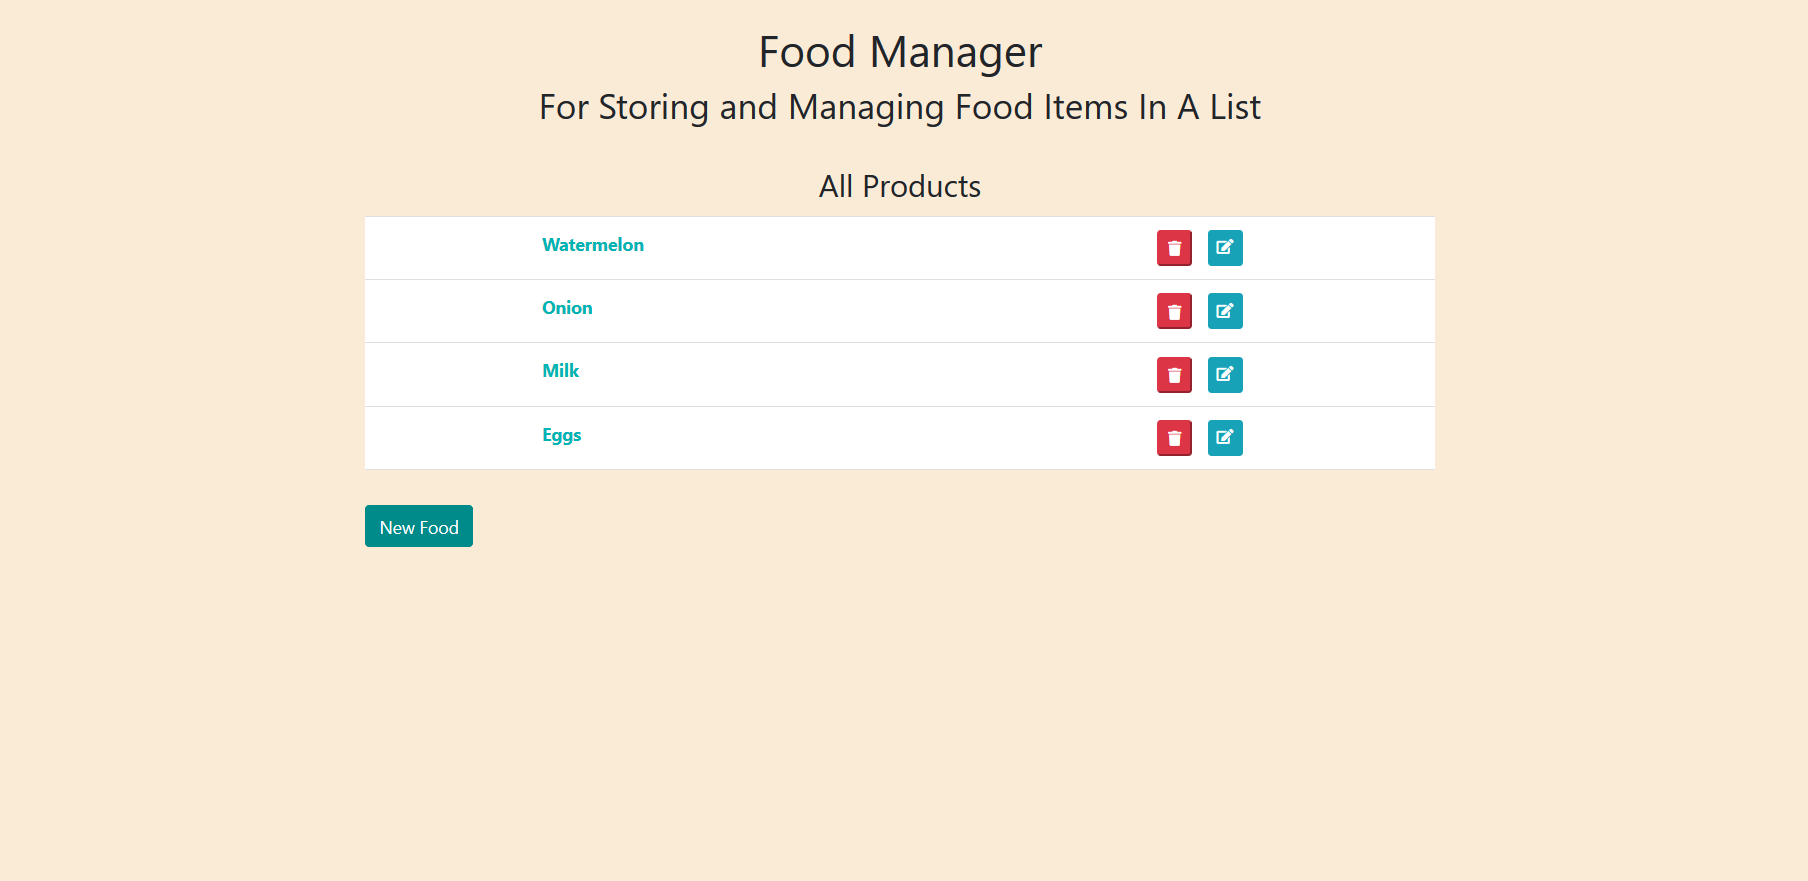 Food Manager
For Storing and Managing Food Items In A List
All Products
Watermelon
Onion
Milk
Eggs
New Food